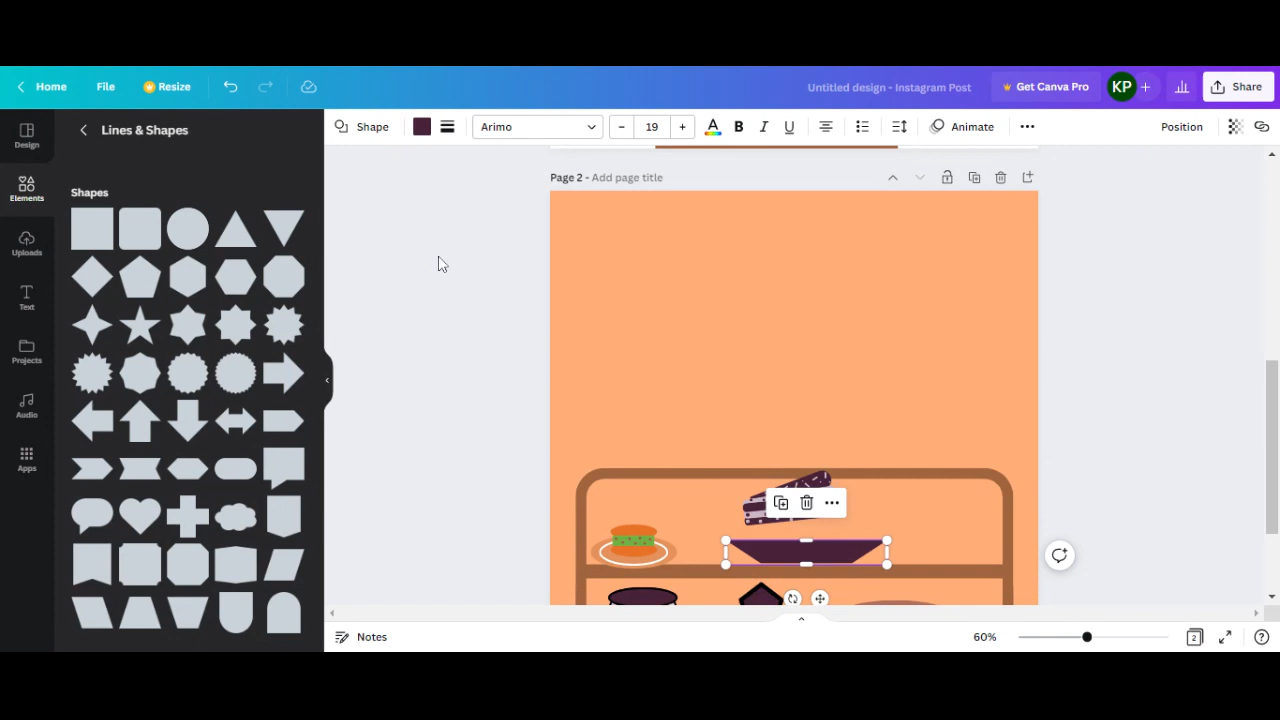 Home File Resize Untitled design - Instagram Post Get Canva Pro KP + Share
Design
Elements
Uploads
Text
Projects
Audio
Apps
Lines & Shapes
Shapes
Shape Arimo – 19 + A B I U Animate Position
Page 2 - Add page title
Notes 60% 2